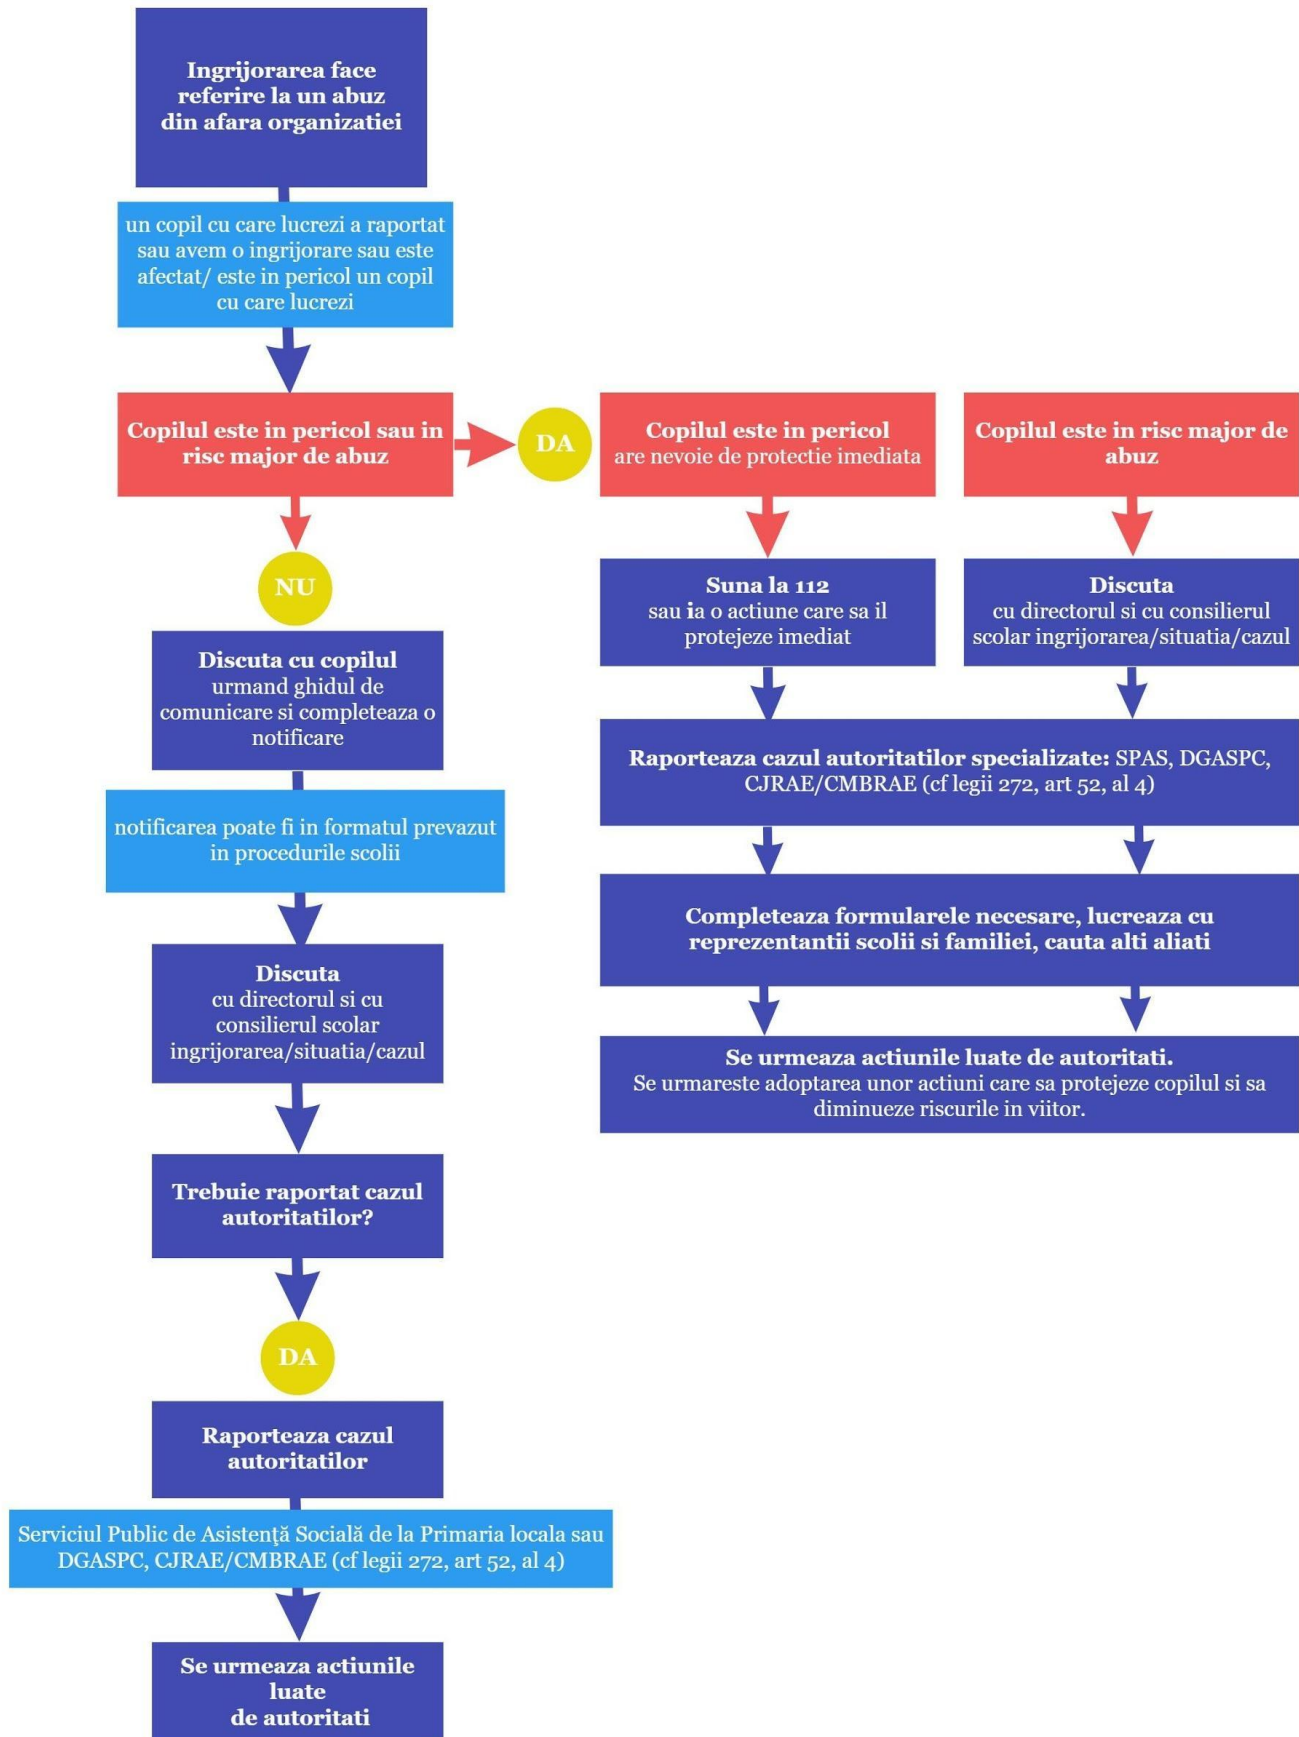 Ingrijorarea face
referire la un abuz
din afara organizatiei
un copil cu care lucrezi a raportat
sau avem o ingrijorare sau este
afectat/ este in pericol un copil
cu care lucrezi
Copilul este in pericol sau in
risc major de abuz
DA
Copilul este in pericol
are nevoie de protectie imediata
Copilul este in risc major de
abuz
NU
Suna la 112
sau ia o actiune care sa il
protejeze imediat
Discuta
cu directorul si cu consilierul
scolar ingrijorarea/situatia/cazul
Discuta cu copilul
urmand ghidul de
comunicare si completeaza o
notificare
Raporteaza cazul autoritatilor specializate: SPAS, DGASPC,
CJRAE/CMBRAE (cf legii 272, art 52, al 4)
notificarea poate fi in formatul prevazut
in procedurile scolii
Completeaza formularele necesare, lucreaza cu
reprezentantii scolii si familiei, cauta alti aliati
Discuta
cu directorul si cu
consilierul scolar
ingrijorarea/situatia/cazul
Se urmeaza actiunile luate de autoritati.
Se urmareste adoptarea unor actiuni care sa protejeze copilul si sa
diminueze riscurile in viitor.
Trebuie raportat cazul
autoritatilor?
DA
Raporteaza cazul
autoritatilor
Serviciul Public de Asistenţă Socială de la Primaria locala sau
DGASPC, CJRAE/CMBRAE (cf legii 272, art 52, al 4)
Se urmeaza actiunile
luate
de autoritati